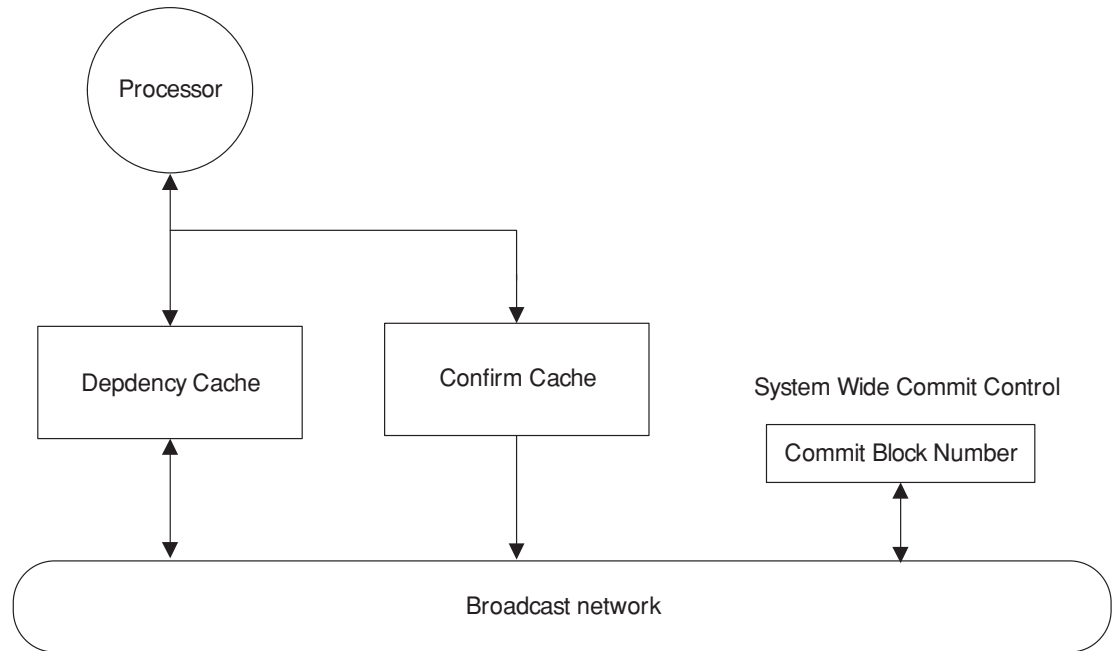 Processor
Depdency Cache
Confirm Cache
System Wide Commit Control
Commit Block Number
Broadcast network